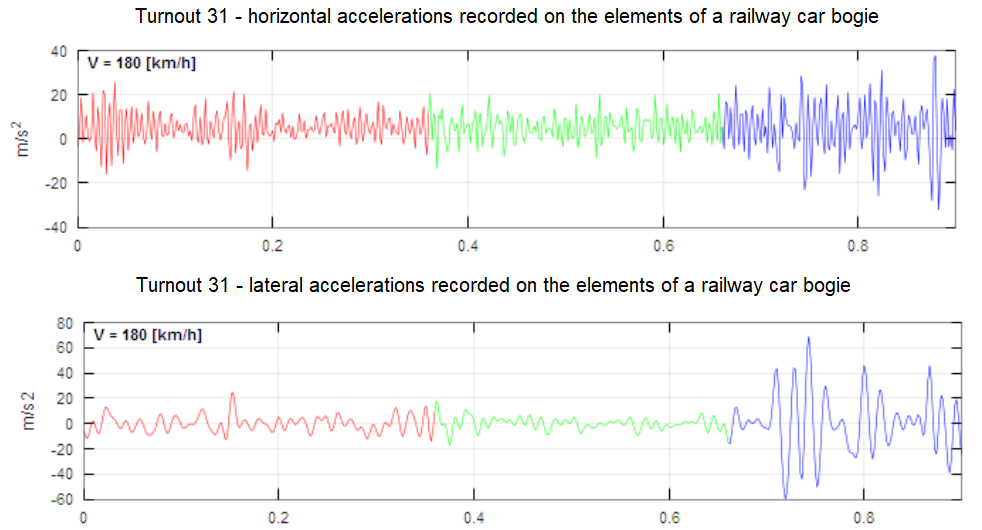 Turnout 31 - horizontal accelerations recorded on the elements of a railway car bogie
40
V = 180 [km/h]
20
m/s²
0
-20
-40
0 0.2 0.4 0.6 0.8
Turnout 31 - lateral accelerations recorded on the elements of a railway car bogie
80
V = 180 [km/h]
60
40
20
m/s 2
0
-20
-40
-60
0 0.2 0.4 0.6 0.8